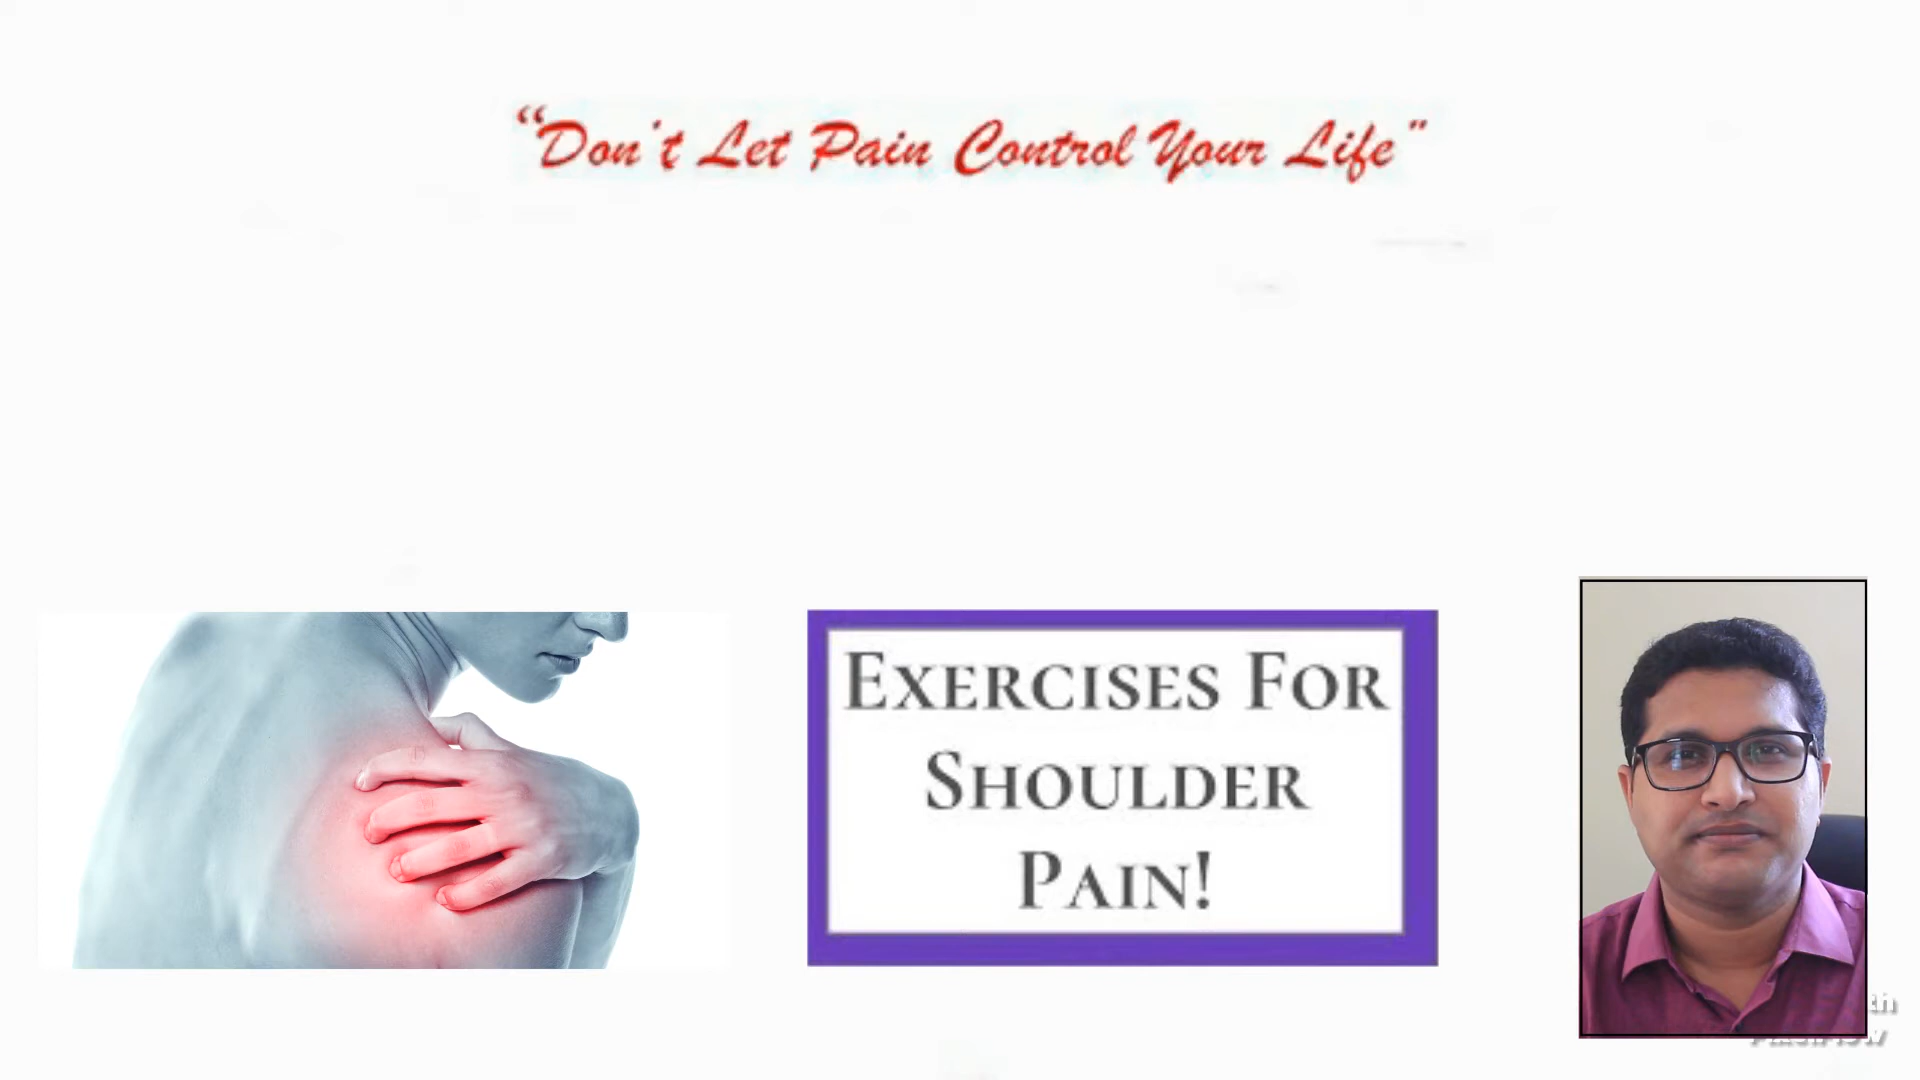 “Don't Let Pain Control Your Life”
EXERCISES FOR
SHOULDER
PAIN!